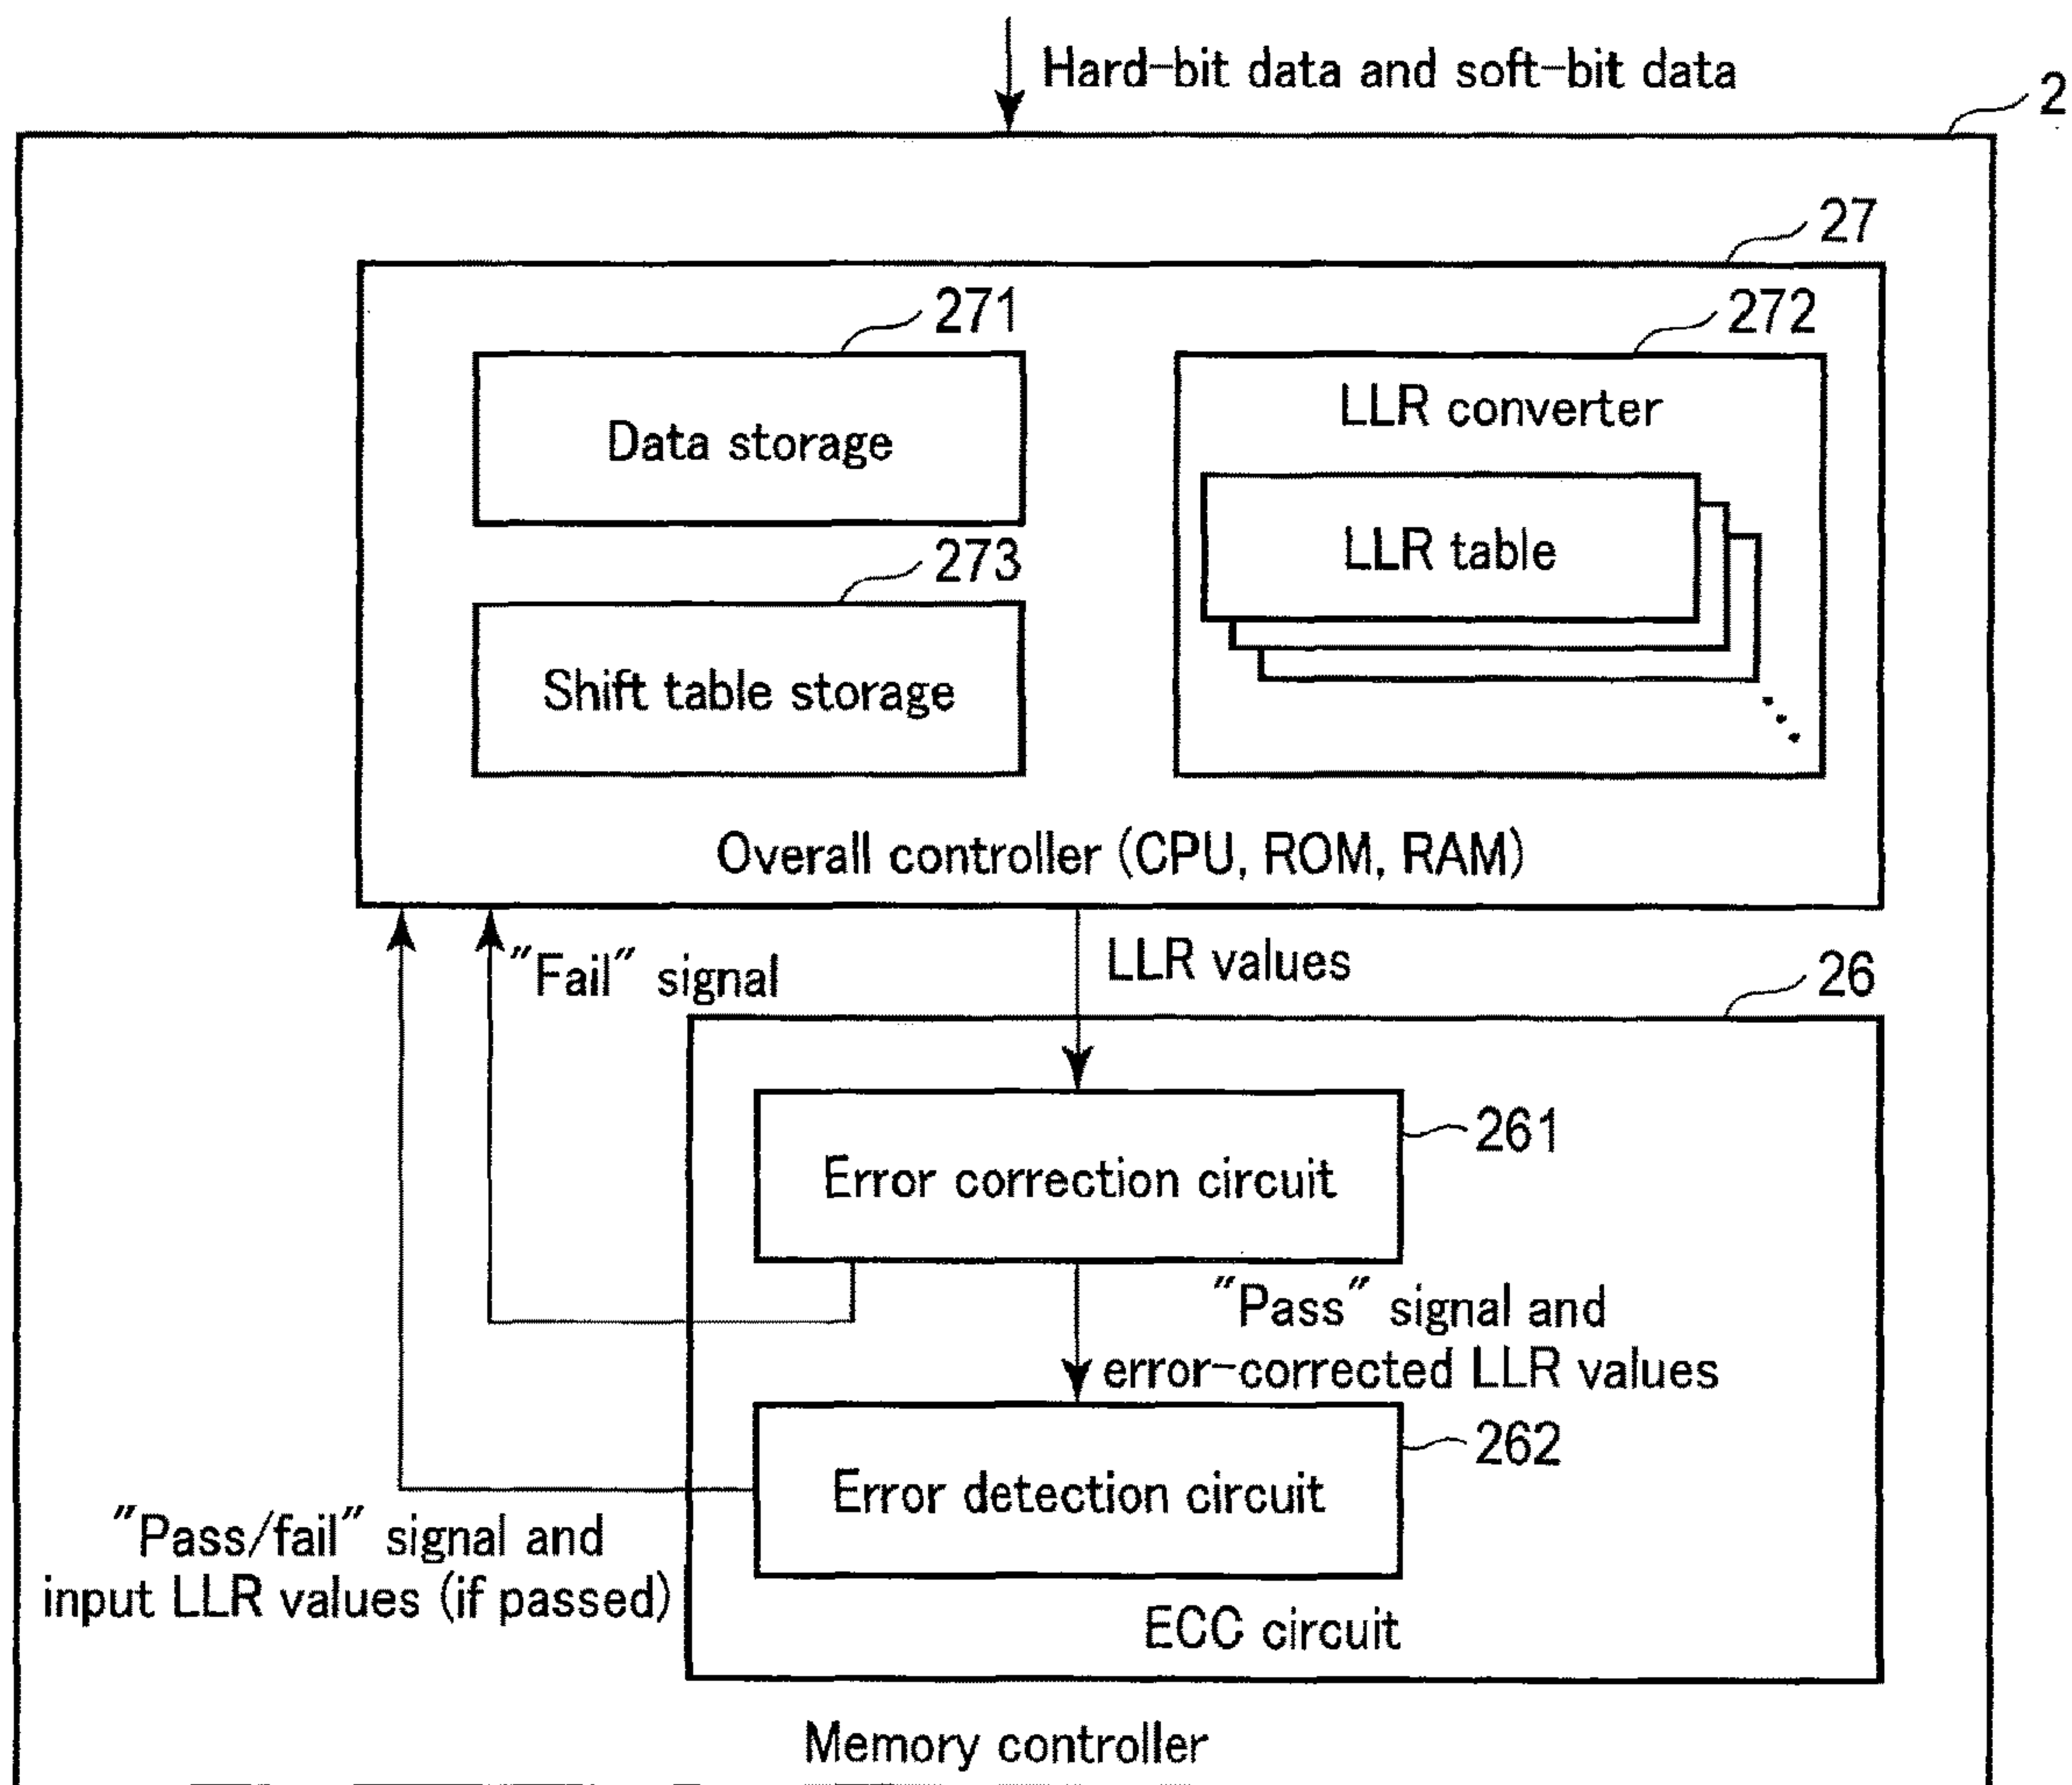 Hard-bit data and soft-bit data
2
27
271
272
Data storage
LLR converter
LLR table
273
Shift table storage
Overall controller (CPU, ROM, RAM)
"Fail" signal
LLR values
26
261
Error correction circuit
"Pass" signal and
error-corrected LLR values
262
Error detection circuit
"Pass/fail" signal and
input LLR values (if passed)
ECC circuit
Memory controller